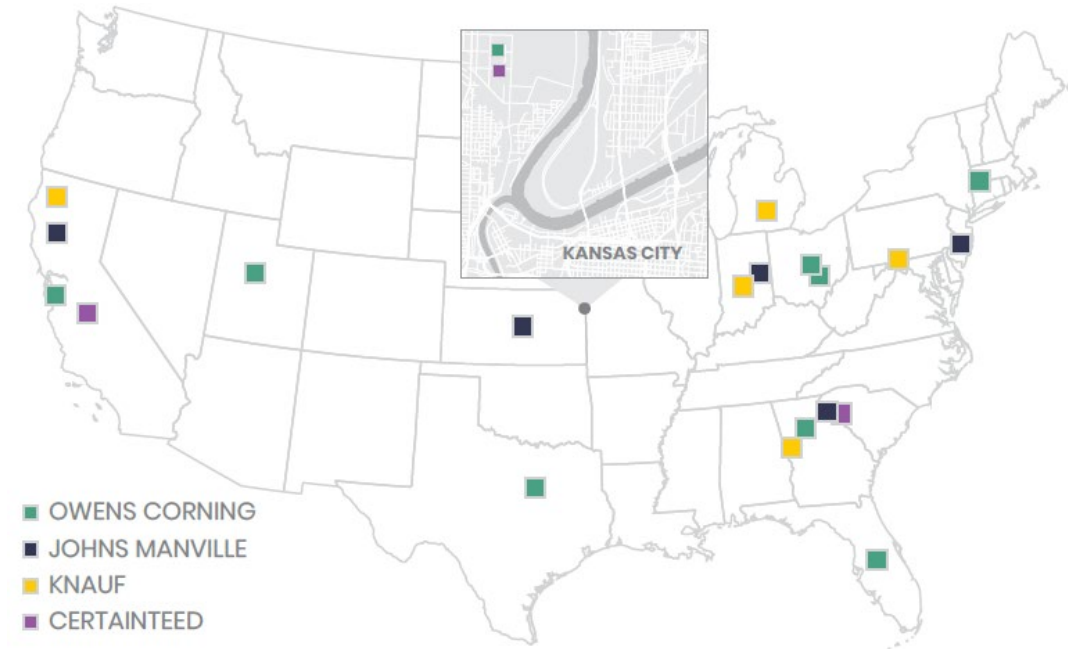 KANSAS CITY
OWENS CORNING
JOHNS MANVILLE
KNAUF
CERTAINTEED